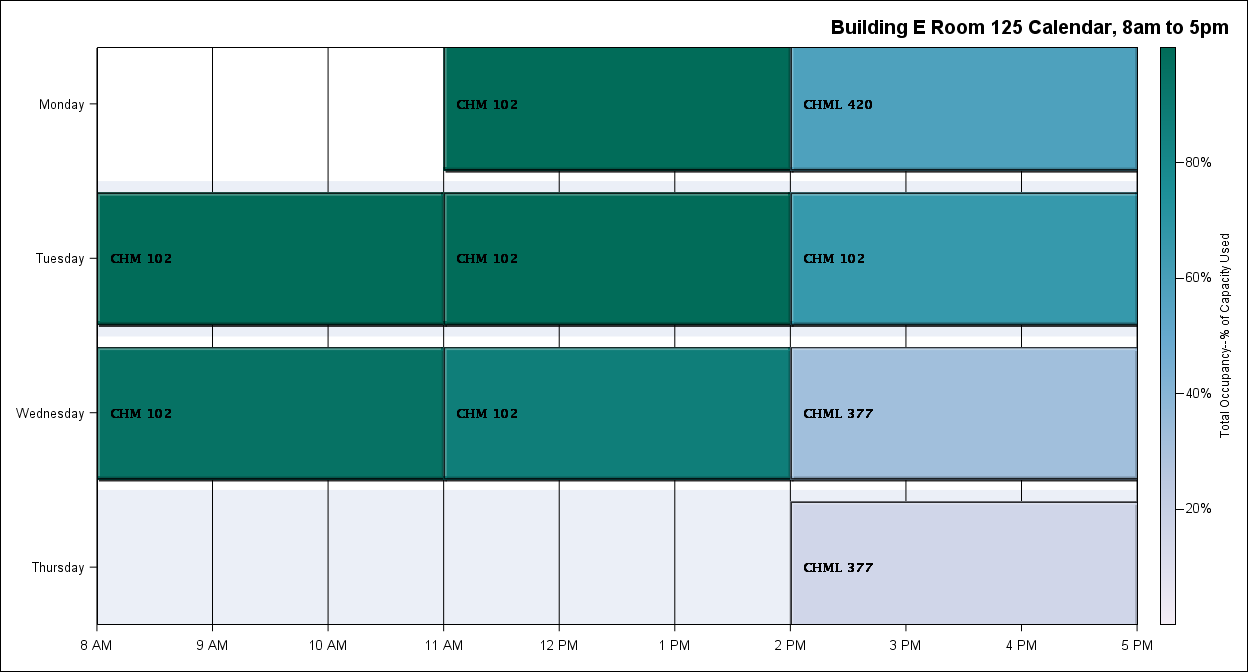 Building E Room 125 Calendar, 8am to 5pm
Monday
CHM 102
CHML 420
Tuesday
CHM 102
CHM 102
CHM 102
Wednesday
CHM 102
CHM 102
CHML 377
Thursday
CHML 377
8 AM
9 AM
10 AM
11 AM
12 PM
1 PM
2 PM
3 PM
4 PM
5 PM
80%
60%
40%
20%
Total Occupancy--% of Capacity Used